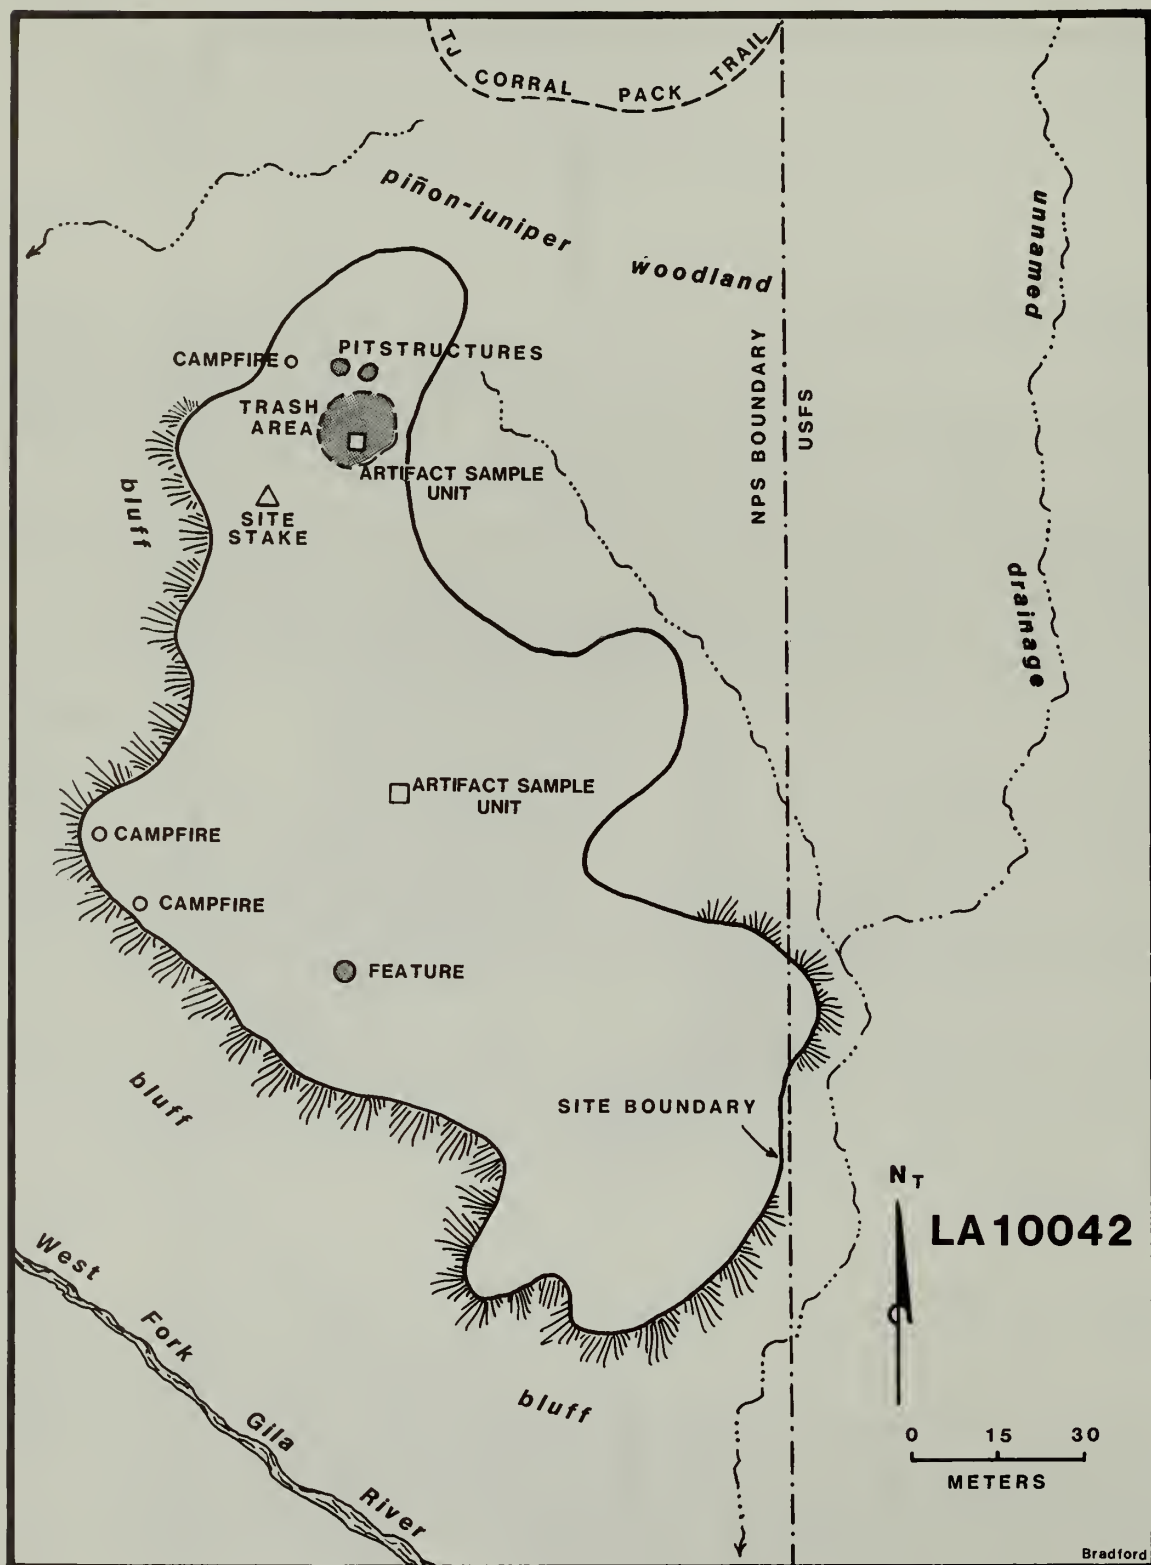 TJ CORRAL PACK TRAIL
piñon-juniper woodland
unnamed drainage
NPS BOUNDARY
USFS
CAMPFIRE
PITSTRUCTURES
TRASH
AREA
ARTIFACT SAMPLE
UNIT
SITE
STAKE
bluff
ARTIFACT SAMPLE
UNIT
CAMPFIRE
CAMPFIRE
FEATURE
bluff
SITE BOUNDARY
NT
LA10042
West Fork Gila River
bluff
0 15 30
METERS
Bradford